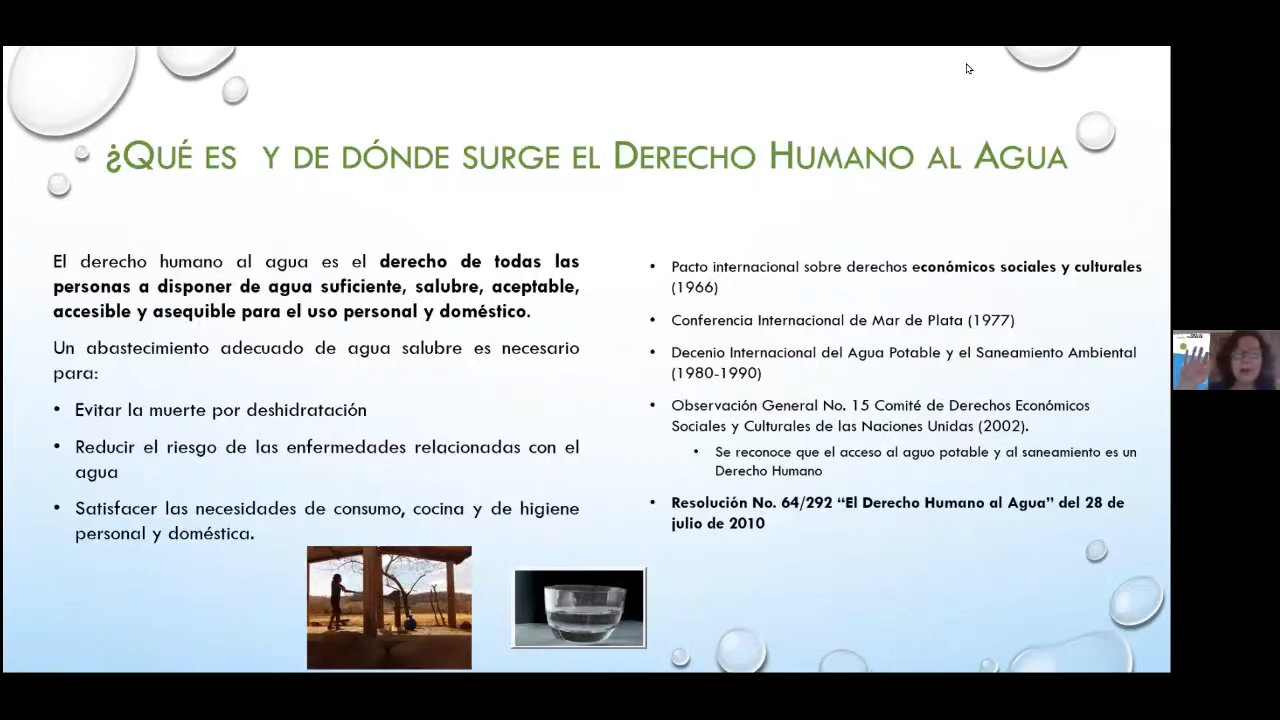 ¿Qué es y de dónde surge el Derecho Humano al Agua
El derecho humano al agua es el derecho de todas las
personas a disponer de agua suficiente, salubre, aceptable,
accesible y asequible para el uso personal y doméstico.
Un abastecimiento adecuado de agua salubre es necesario
para:
• Evitar la muerte por deshidratación
• Reducir el riesgo de las enfermedades relacionadas con el
agua
• Satisfacer las necesidades de consumo, cocina y de higiene
personal y doméstica.
• Pacto internacional sobre derechos económicos sociales y culturales
(1966)
• Conferencia Internacional de Mar de Plata (1977)
• Decenio Internacional del Agua Potable y el Saneamiento Ambiental
(1980-1990)
• Observación General No. 15 Comité de Derechos Económicos
Sociales y Culturales de las Naciones Unidas (2002).
• Se reconoce que el acceso al aguo potable y al saneamiento es un
Derecho Humano
• Resolución No. 64/292 “El Derecho Humano al Agua” del 28 de
julio de 2010